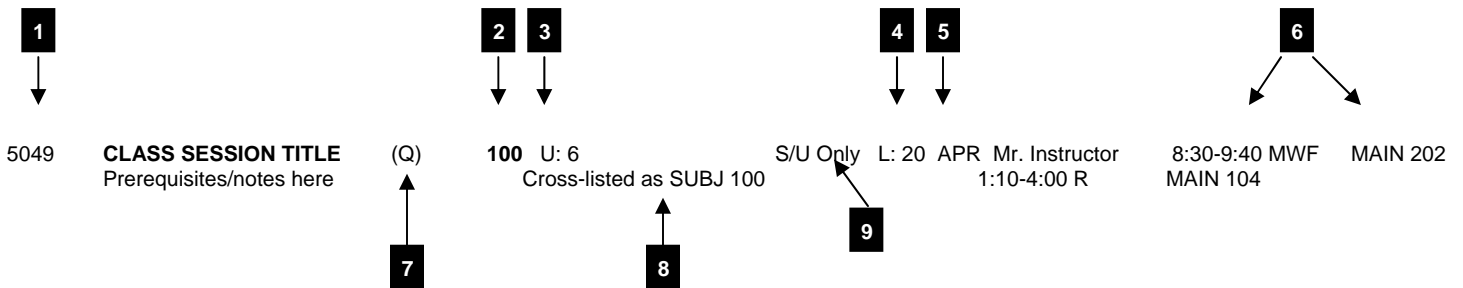 1 2 3 4 5 6
5049 CLASS SESSION TITLE (Q) 100 U: 6 S/U Only L: 20 APR Mr. Instructor 8:30-9:40 MWF MAIN 202
Prerequisites/notes here Cross-listed as SUBJ 100 1:10-4:00 R MAIN 104
9
7 8